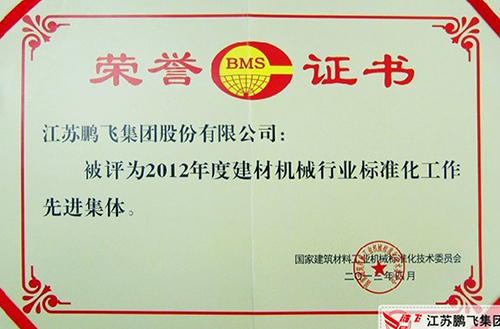 荣誉 BMS 证书
江苏鹏飞集团股份有限公司：
被评为2012年度建材机械行业标准化工作
先进集体。
国家建筑材料工业机械标准化技术委员会
江苏鹏飞集团